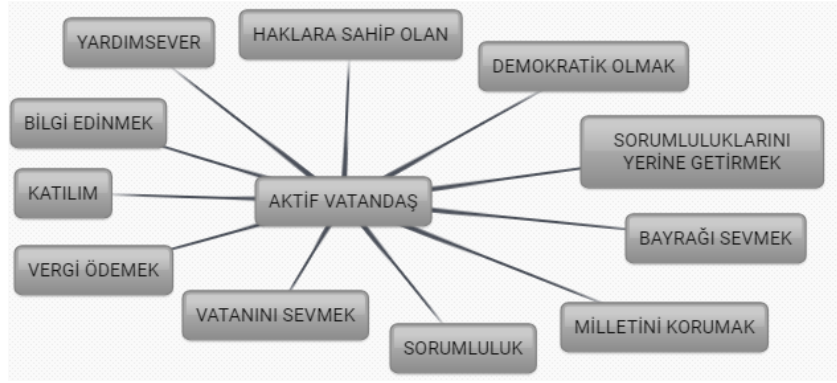 YARDIMSEVER
HAKLARA SAHİP OLAN
DEMOKRATİK OLMAK
BİLGİ EDİNMEK
SORUMLULUKLARINI
YERİNE GETİRMEK
KATILIM
AKTİF VATANDAŞ
BAYRAĞI SEVMEK
VERGİ ÖDEMEK
VATANINI SEVMEK
MİLLETİNİ KORUMAK
SORUMLULUK